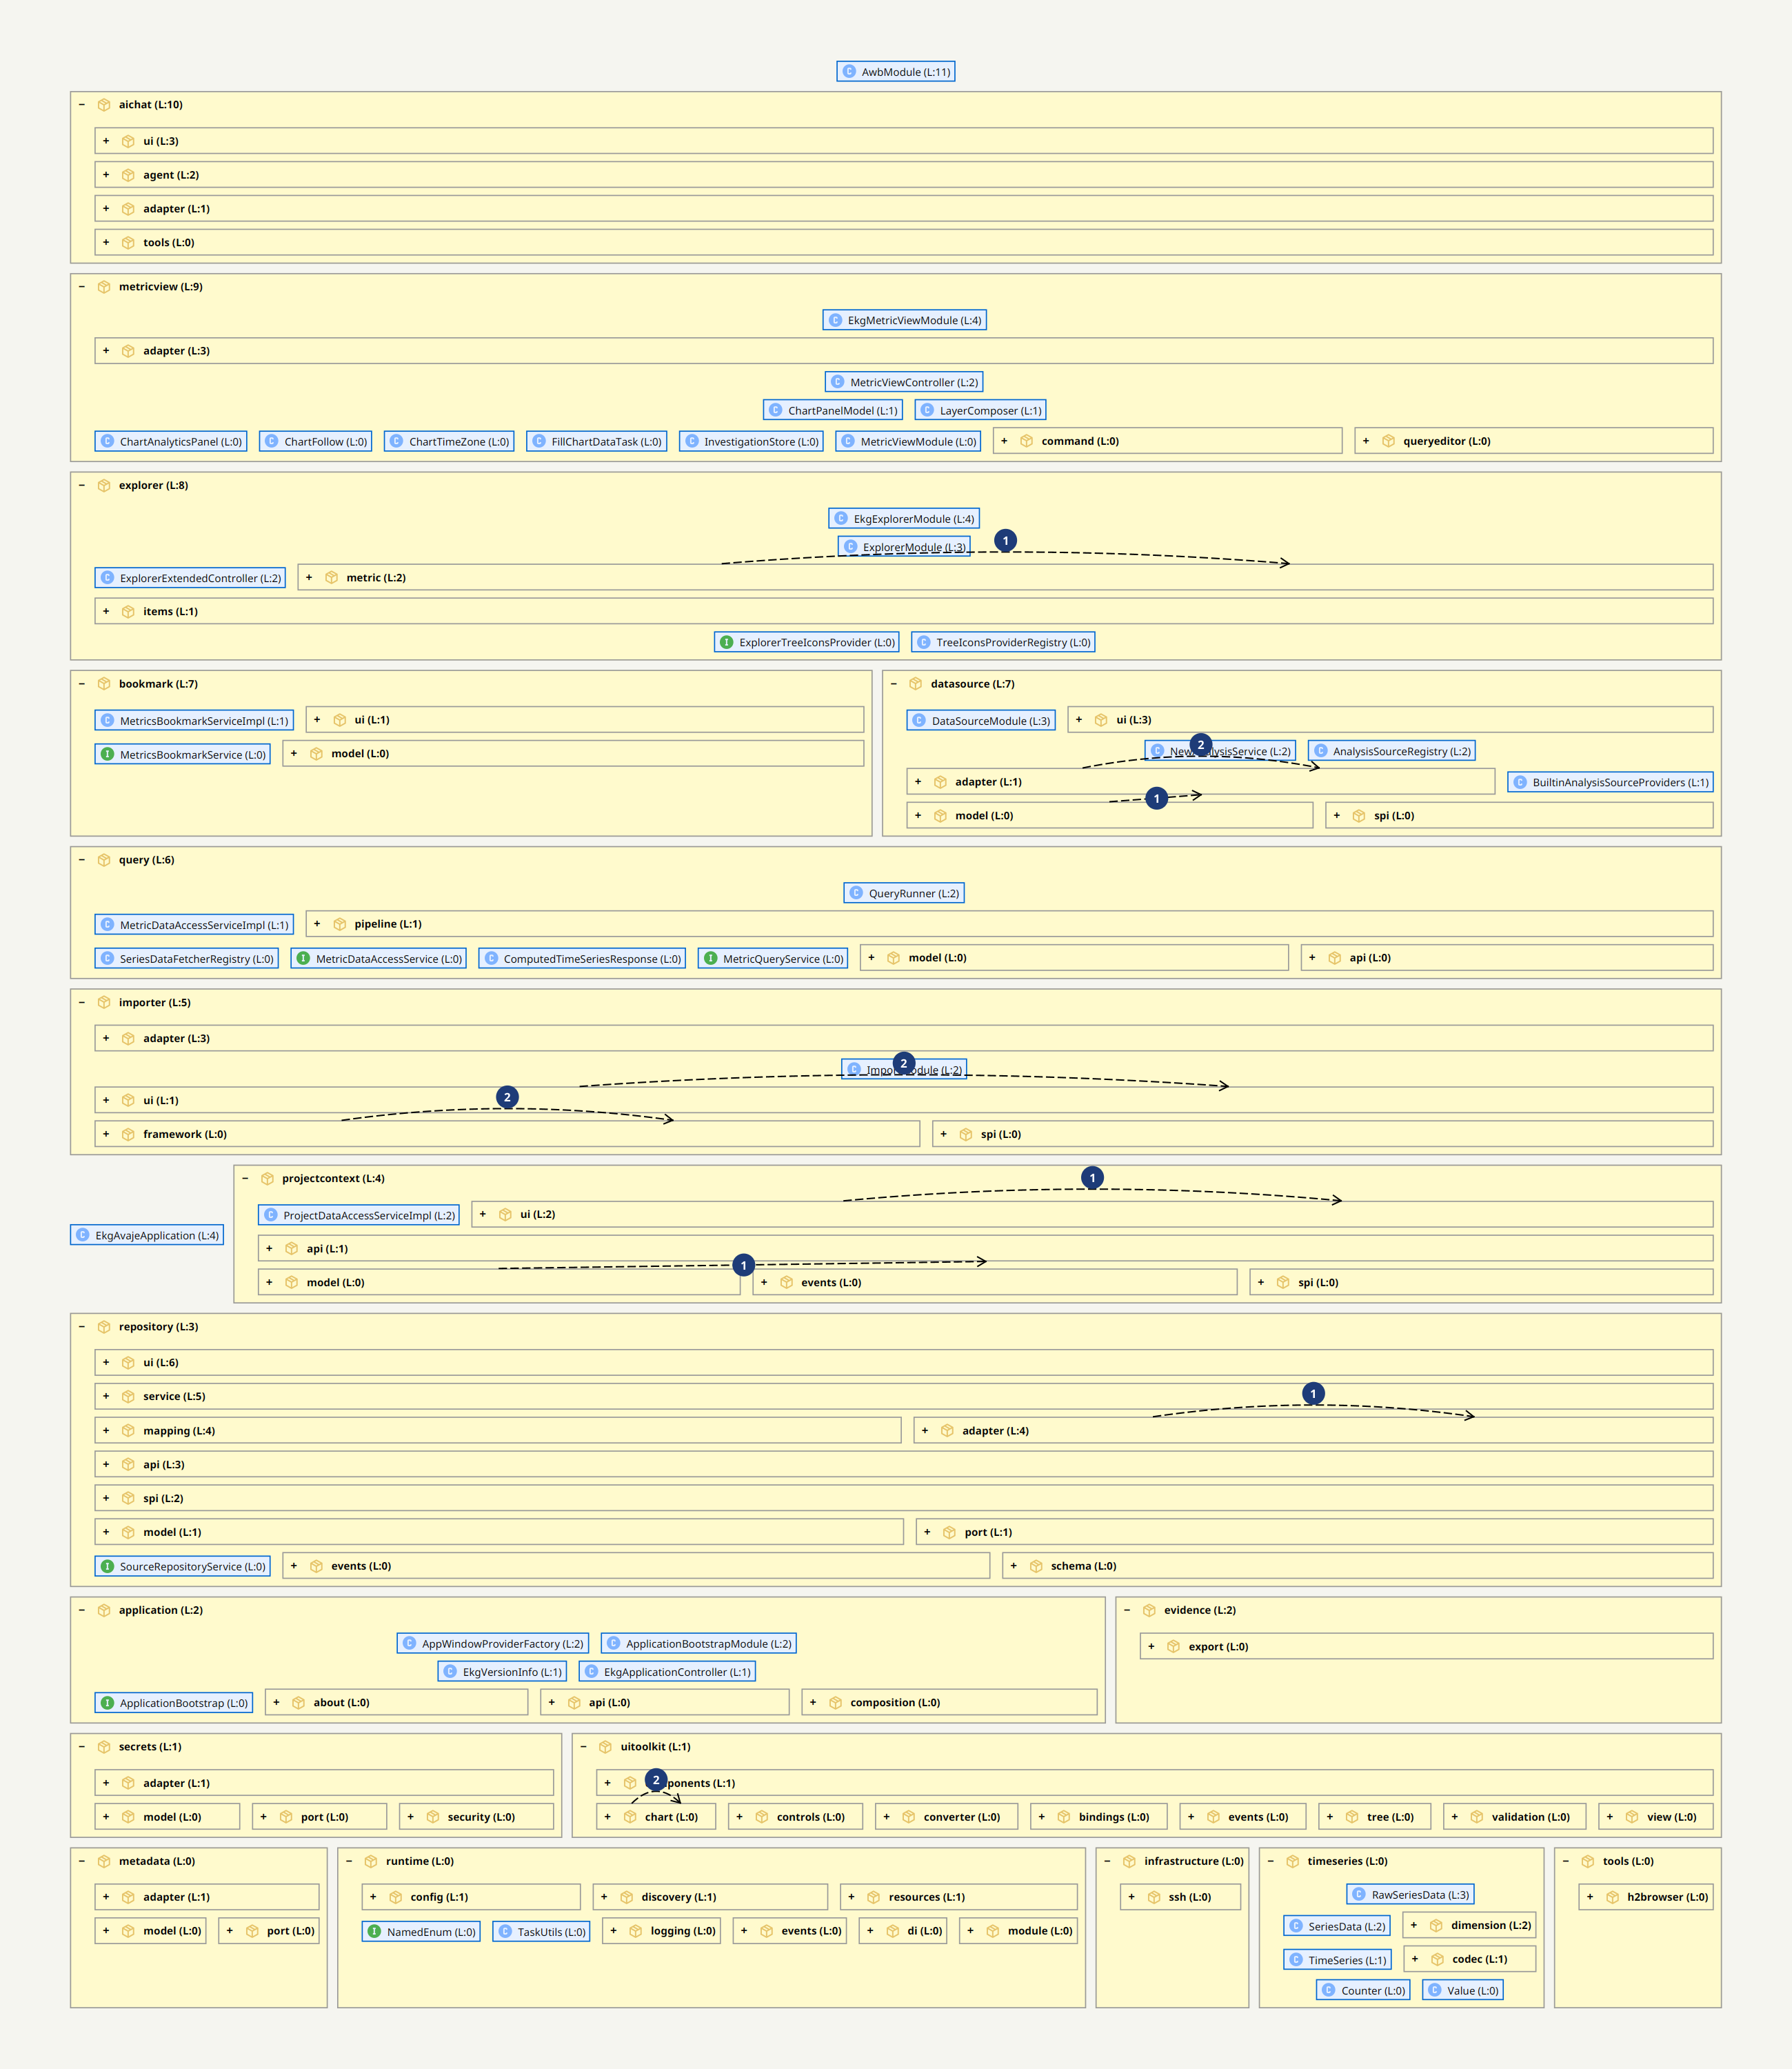 AwbModule (L:11)
aichat (L:10)
ui (L:3)
agent (L:2)
adapter (L:1)
tools (L:0)
metricview (L:9)
EkgMetricViewModule (L:4)
adapter (L:3)
MetricViewController (L:2)
ChartPanelModel (L:1) LayerComposer (L:1)
ChartAnalyticsPanel (L:0) ChartFollow (L:0) ChartTimeZone (L:0) FillChartDataTask (L:0) InvestigationStore (L:0) MetricViewModule (L:0) command (L:0) queryeditor (L:0)
explorer (L:8)
EkgExplorerModule (L:4)
ExplorerModule (L:3) 1
ExplorerExtendedController (L:2) metric (L:2)
items (L:1)
ExplorerTreeIconsProvider (L:0) TreeIconsProviderRegistry (L:0)
bookmark (L:7)
MetricsBookmarkServiceImpl (L:1) ui (L:1)
MetricsBookmarkService (L:0) model (L:0)
datasource (L:7)
DataSourceModule (L:3) ui (L:3)
2
(L:2) AnalysisSourceRegistry (L:2)
adapter (L:1) BuiltinAnalysisSourceProviders (L:1)
1
model (L:0) spi (L:0)
query (L:6)
QueryRunner (L:2)
MetricDataAccessServiceImpl (L:1) pipeline (L:1)
SeriesDataFetcherRegistry (L:0) MetricDataAccessService (L:0) ComputedTimeSeriesResponse (L:0) MetricQueryService (L:0) model (L:0) api (L:0)
importer (L:5)
adapter (L:3)
2
(L:2)
ui (L:1)
2
framework (L:0) spi (L:0)
EkgAvajeApplication (L:4)
projectcontext (L:4)
1
ProjectDataAccessServiceImpl (L:2) ui (L:2)
api (L:1)
1
model (L:0) events (L:0) spi (L:0)
repository (L:3)
ui (L:6)
service (L:5)
1
mapping (L:4) adapter (L:4)
api (L:3)
spi (L:2)
model (L:1) port (L:1)
SourceRepositoryService (L:0) events (L:0) schema (L:0)
application (L:2)
AppWindowProviderFactory (L:2) ApplicationBootstrapModule (L:2)
EkgVersionInfo (L:1) EkgApplicationController (L:1)
ApplicationBootstrap (L:0) about (L:0) api (L:0) composition (L:0)
evidence (L:2)
export (L:0)
secrets (L:1)
adapter (L:1)
model (L:0) port (L:0) security (L:0)
uitoolkit (L:1)
2
(L:1)
chart (L:0) controls (L:0) converter (L:0) bindings (L:0) events (L:0) tree (L:0) validation (L:0) view (L:0)
metadata (L:0)
adapter (L:1)
model (L:0) port (L:0)
runtime (L:0)
config (L:1) discovery (L:1) resources (L:1)
NamedEnum (L:0) TaskUtils (L:0) logging (L:0) events (L:0) di (L:0) module (L:0)
infrastructure (L:0)
ssh (L:0)
timeseries (L:0)
RawSeriesData (L:3)
SeriesData (L:2) dimension (L:2)
TimeSeries (L:1) codec (L:1)
Counter (L:0) Value (L:0)
tools (L:0)
h2browser (L:0)